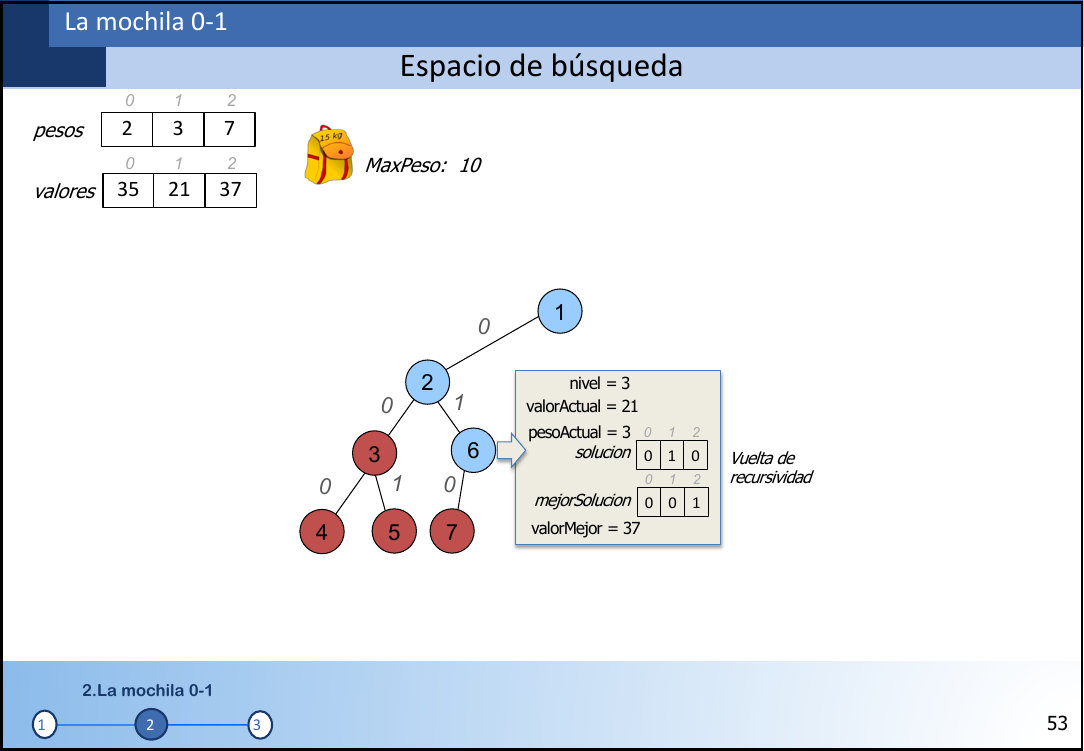 La mochila 0-1
Espacio de búsqueda
0 1 2
pesos 2 3 7
0 1 2
valores 35 21 37
15 kg
MaxPeso: 10
1
0
2
0 1
3 6
0 1 0
4 5 7
nivel = 3
valorActual = 21
pesoActual = 3 0 1 2
solucion 0 1 0
0 1 2
mejorSolucion 0 0 1
valorMejor = 37
Vuelta de
recursividad
2.La mochila 0-1
1 2 3
53